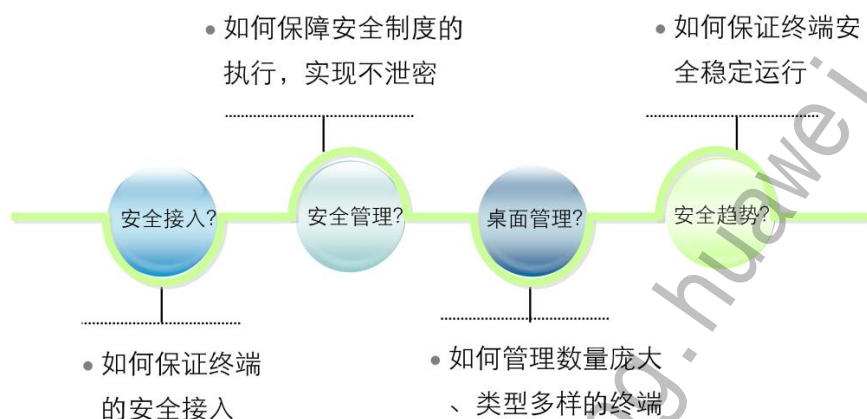 • 如何保障安全制度的
执行，实现不泄密
• 如何保证终端安
全稳定运行
安全接入?
安全管理?
桌面管理?
安全趋势?
• 如何保证终端
的安全接入
• 如何管理数量庞大
、类型多样的终端
ng.huawei